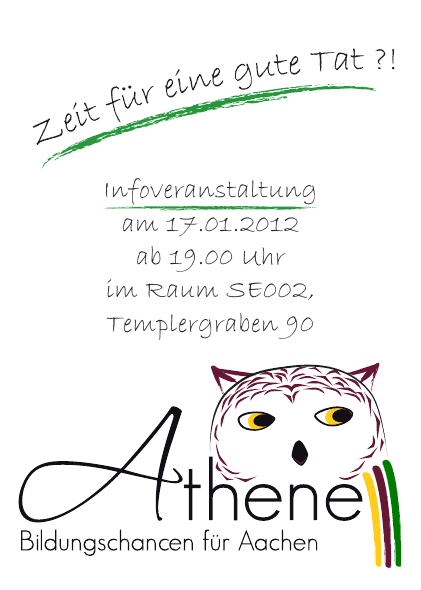 Zeit für eine gute Tat ?!
Infoveranstaltung
am 17.01.2012
ab 19.00 Uhr
im Raum SE002,
Templergraben 90
Athene
Bildungschancen für Aachen